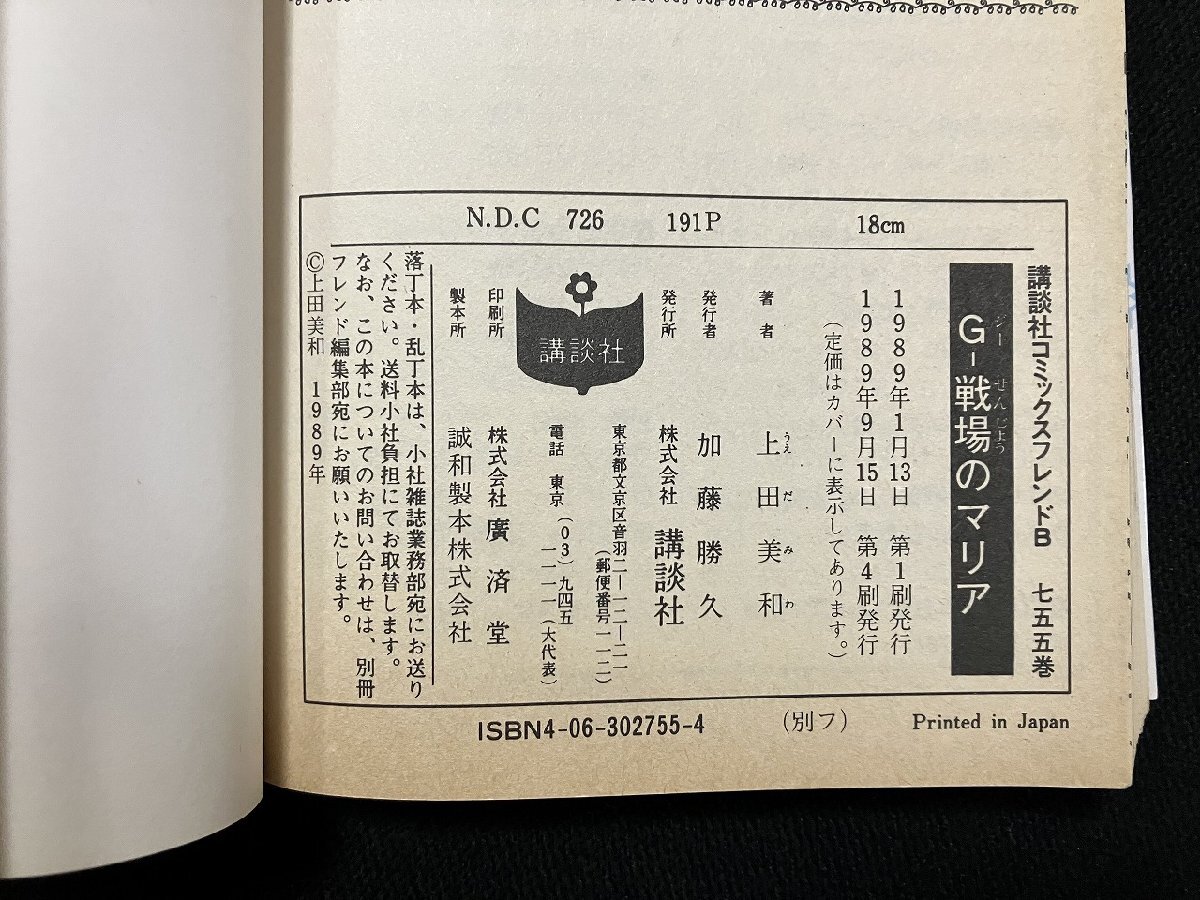 N.D.C 726 191P 18cm
講談社コミックスフレンドB 七五五巻
G-戦場のマリア
ジー せんじょう
1989年1月13日 第1刷発行
1989年9月15日 第4刷発行
(定価はカバーに表示してあります。)
著者 上田美和
うえ だ み わ
発行者 加藤勝久
発行所 株式会社 講談社
東京都文京区音羽二―一二―二一
(郵便番号一一二)
電話 東京 (03)九四五
一一一一(大代表)
講談社
印刷所 株式会社 廣済堂
製本所 誠和製本株式会社
落丁本・乱丁本は、小社雑誌業務部宛にお送り
ください。送料小社負担にてお取替します。
なお、この本についてのお問い合わせは、別冊
フレンド編集部宛にお願いいたします。
©上田美和 1989年
ISBN4-06-302755-4 (別フ) Printed in Japan